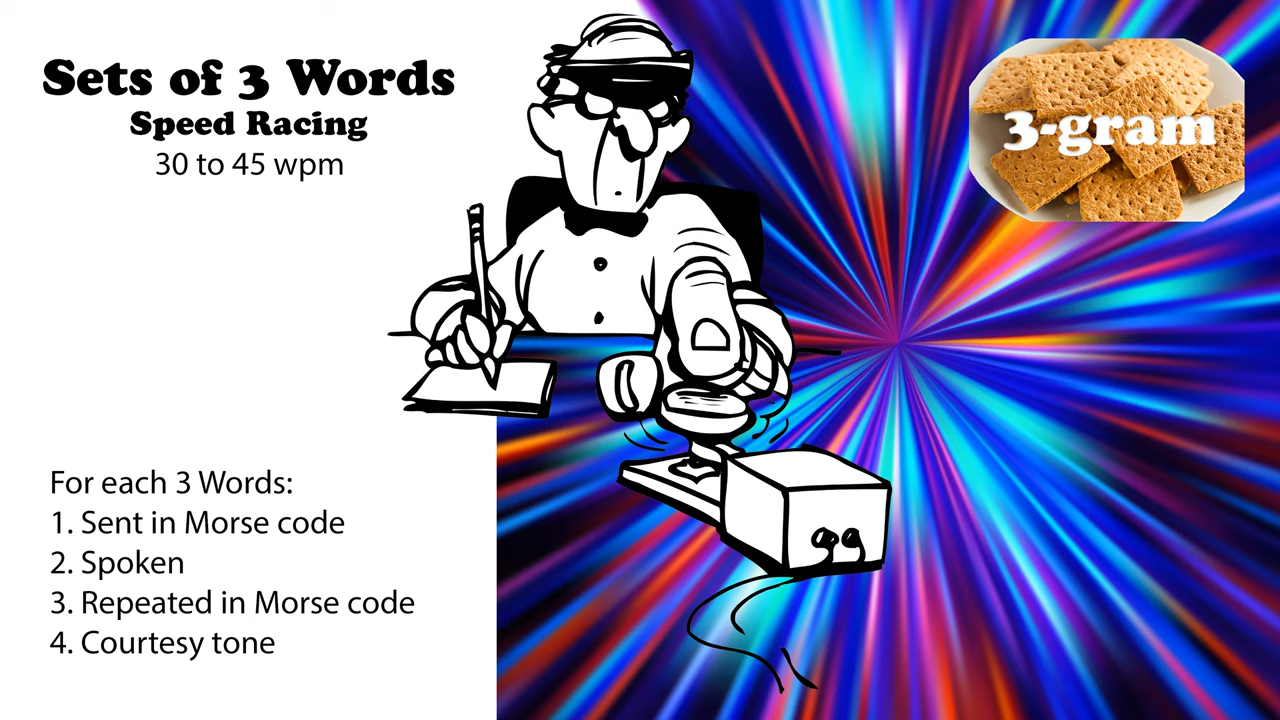 Sets of 3 Words
Speed Racing
30 to 45 wpm
3-gram
For each 3 Words:
1. Sent in Morse code
2. Spoken
3. Repeated in Morse code
4. Courtesy tone